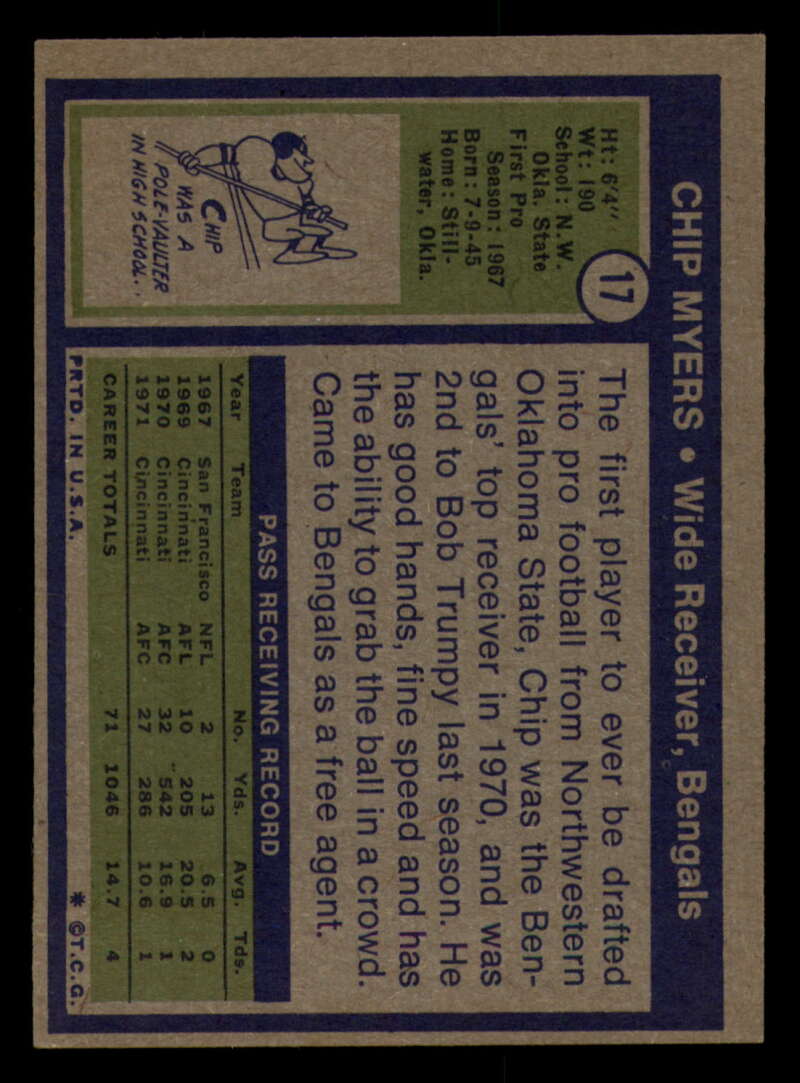 CHIP MYERS • Wide Receiver, Bengals
17
Ht: 6'4"
Wt: 190
School: N.W.
Okla. State
First Pro
Season: 1967
Born: 7-9-45
Home: Still-
water, Okla.
CHIP
WAS A
POLE-VAULTER
IN HIGH SCHOOL.
The first player to ever be drafted
into pro football from Northwestern
Oklahoma State, Chip was the Ben-
gals' top receiver in 1970, and was
2nd to Bob Trumpy last season. He
has good hands, fine speed and has
the ability to grab the ball in a crowd.
Came to Bengals as a free agent.
PASS RECEIVING RECORD
Year Team No. Yds. Avg. Tds.
1967 San Francisco NFL 2 13 6.5 0
1969 Cincinnati AFL 10 205 20.5 2
1970 Cincinnati AFC 32 542 16.9 1
1971 Cincinnati AFC 27 286 10.6 1
CAREER TOTALS 71 1046 14.7 4
PRTD. IN U.S.A. * ©T.C.G.